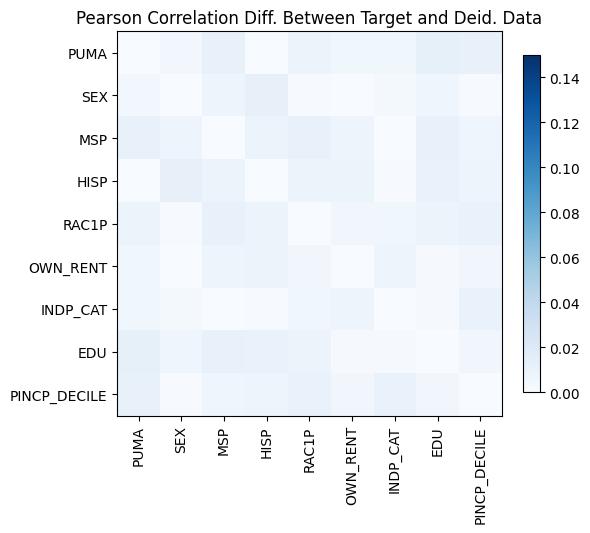 Pearson Correlation Diff. Between Target and Deid. Data
PUMA
SEX
MSP
HISP
RAC1P
OWN_RENT
INDP_CAT
EDU
PINCP_DECILE
PUMA
SEX
MSP
HISP
RAC1P
OWN_RENT
INDP_CAT
EDU
PINCP_DECILE
0.14
0.12
0.10
0.08
0.06
0.04
0.02
0.00